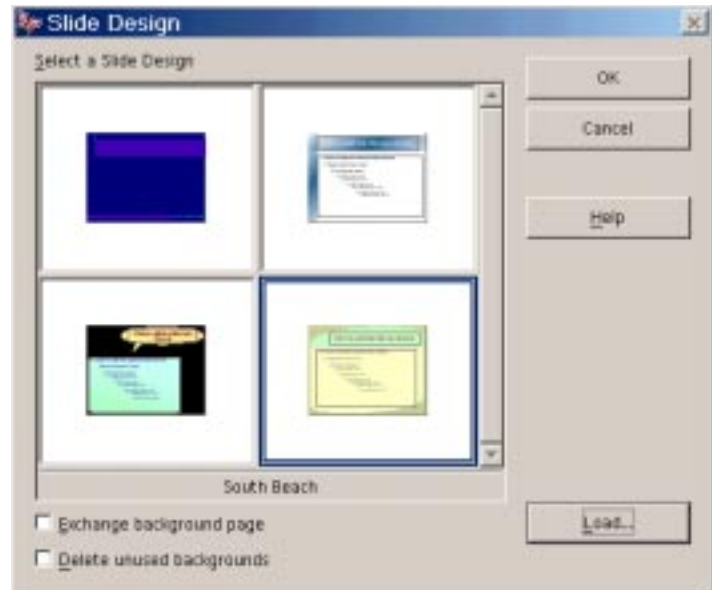 Slide Design
Select a Slide Design
OK
Cancel
Help
South Beach
Exchange background page
Delete unused backgrounds
Load...